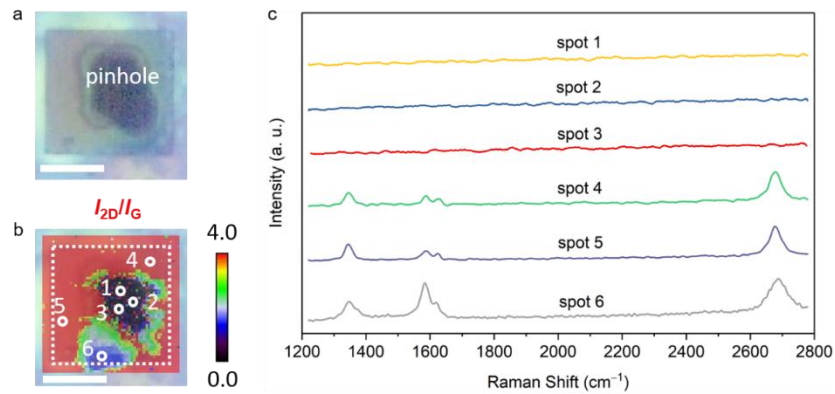 a
pinhole
I2D/IG
b
4.0
0.0
4
1
2
3
5
6
c
spot 1
spot 2
spot 3
spot 4
spot 5
spot 6
Intensity (a. u.)
1200 1400 1600 1800 2000 2200 2400 2600 2800
Raman Shift (cm⁻¹)